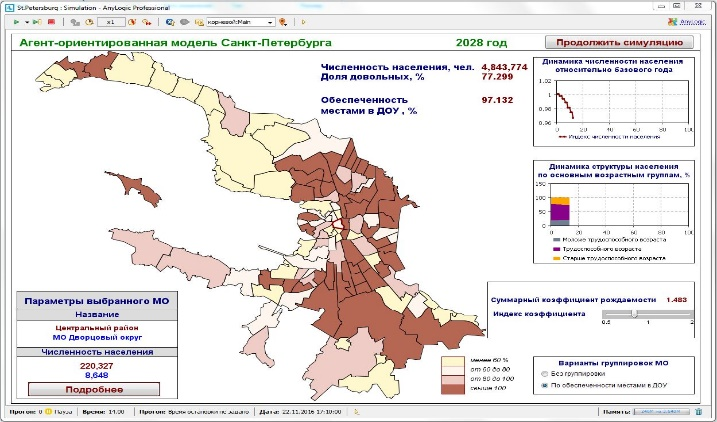 St.Petersburg : Simulation - AnyLogic Professional
x1
корневой:Main
AnyLogic
Агент-ориентированная модель Санкт-Петербурга
2028 год
Продолжить симуляцию
Численность населения, чел. 4,843,774
Доля довольных, % 77.299
Обеспеченность
местами в ДОУ , % 97.132
Динамика численности населения
относительно базового года
1.02
1
0.98
0.96
0 20 40 60 80 100
Индекс численности населения
Динамика структуры населения
по основным возрастным группам, %
150
100
50
0
0 20 40 60 80 100
Моложе трудоспособного возраста
Трудоспособного возраста
Старше трудоспособного возраста
Суммарный коэффициент рождаемости 1.483
Индекс коэффициента
0.5 1 2
Параметры выбранного МО
Название
Центральный район
МО Дворцовый округ
Численность населения
220,327
8,648
Подробнее
менее 60 %
от 60 до 80
от 80 до 100
свыше 100
Варианты группировок МО
Без группировки
По обеспеченности местами в ДОУ
Прогон: 0 Пауза Время: 14.00 Прогон: Время остановки не задано Дата: 22.11.2016 17:10:00 Память: